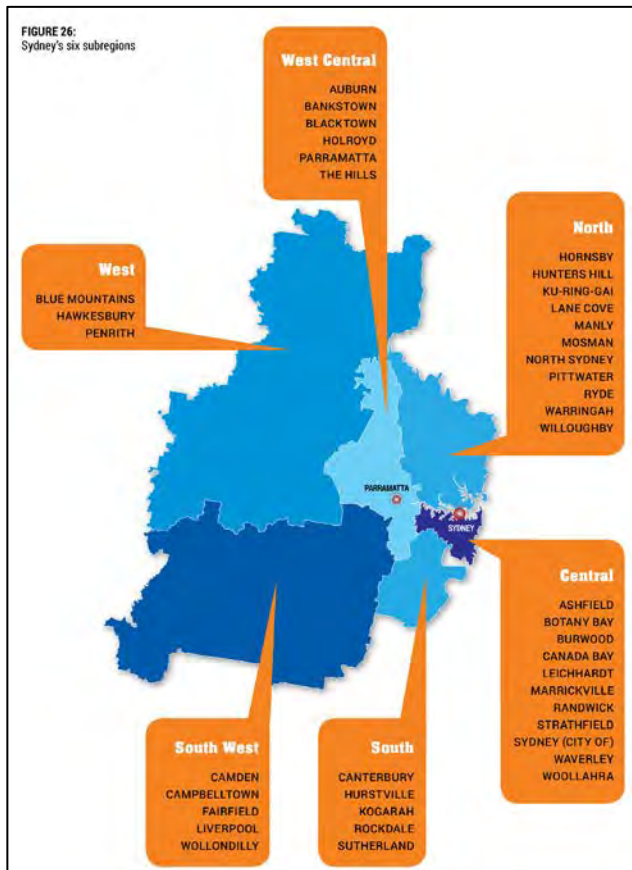 FIGURE 26:
Sydney's six subregions
West Central
AUBURN
BANKSTOWN
BLACKTOWN
HOLROYD
PARRAMATTA
THE HILLS
North
HORNSBY
HUNTERS HILL
KU-RING-GAI
LANE COVE
MANLY
MOSMAN
NORTH SYDNEY
PITTWATER
RYDE
WARRINGAH
WILLOUGHBY
West
BLUE MOUNTAINS
HAWKESBURY
PENRITH
PARRAMATTA
SYDNEY
Central
ASHFIELD
BOTANY BAY
BURWOOD
CANADA BAY
LEICHHARDT
MARRICKVILLE
RANDWICK
STRATHFIELD
SYDNEY (CITY OF)
WAVERLEY
WOOLLAHRA
South West
CAMDEN
CAMPBELLTOWN
FAIRFIELD
LIVERPOOL
WOLLONDILLY
South
CANTERBURY
HURSTVILLE
KOGARAH
ROCKDALE
SUTHERLAND